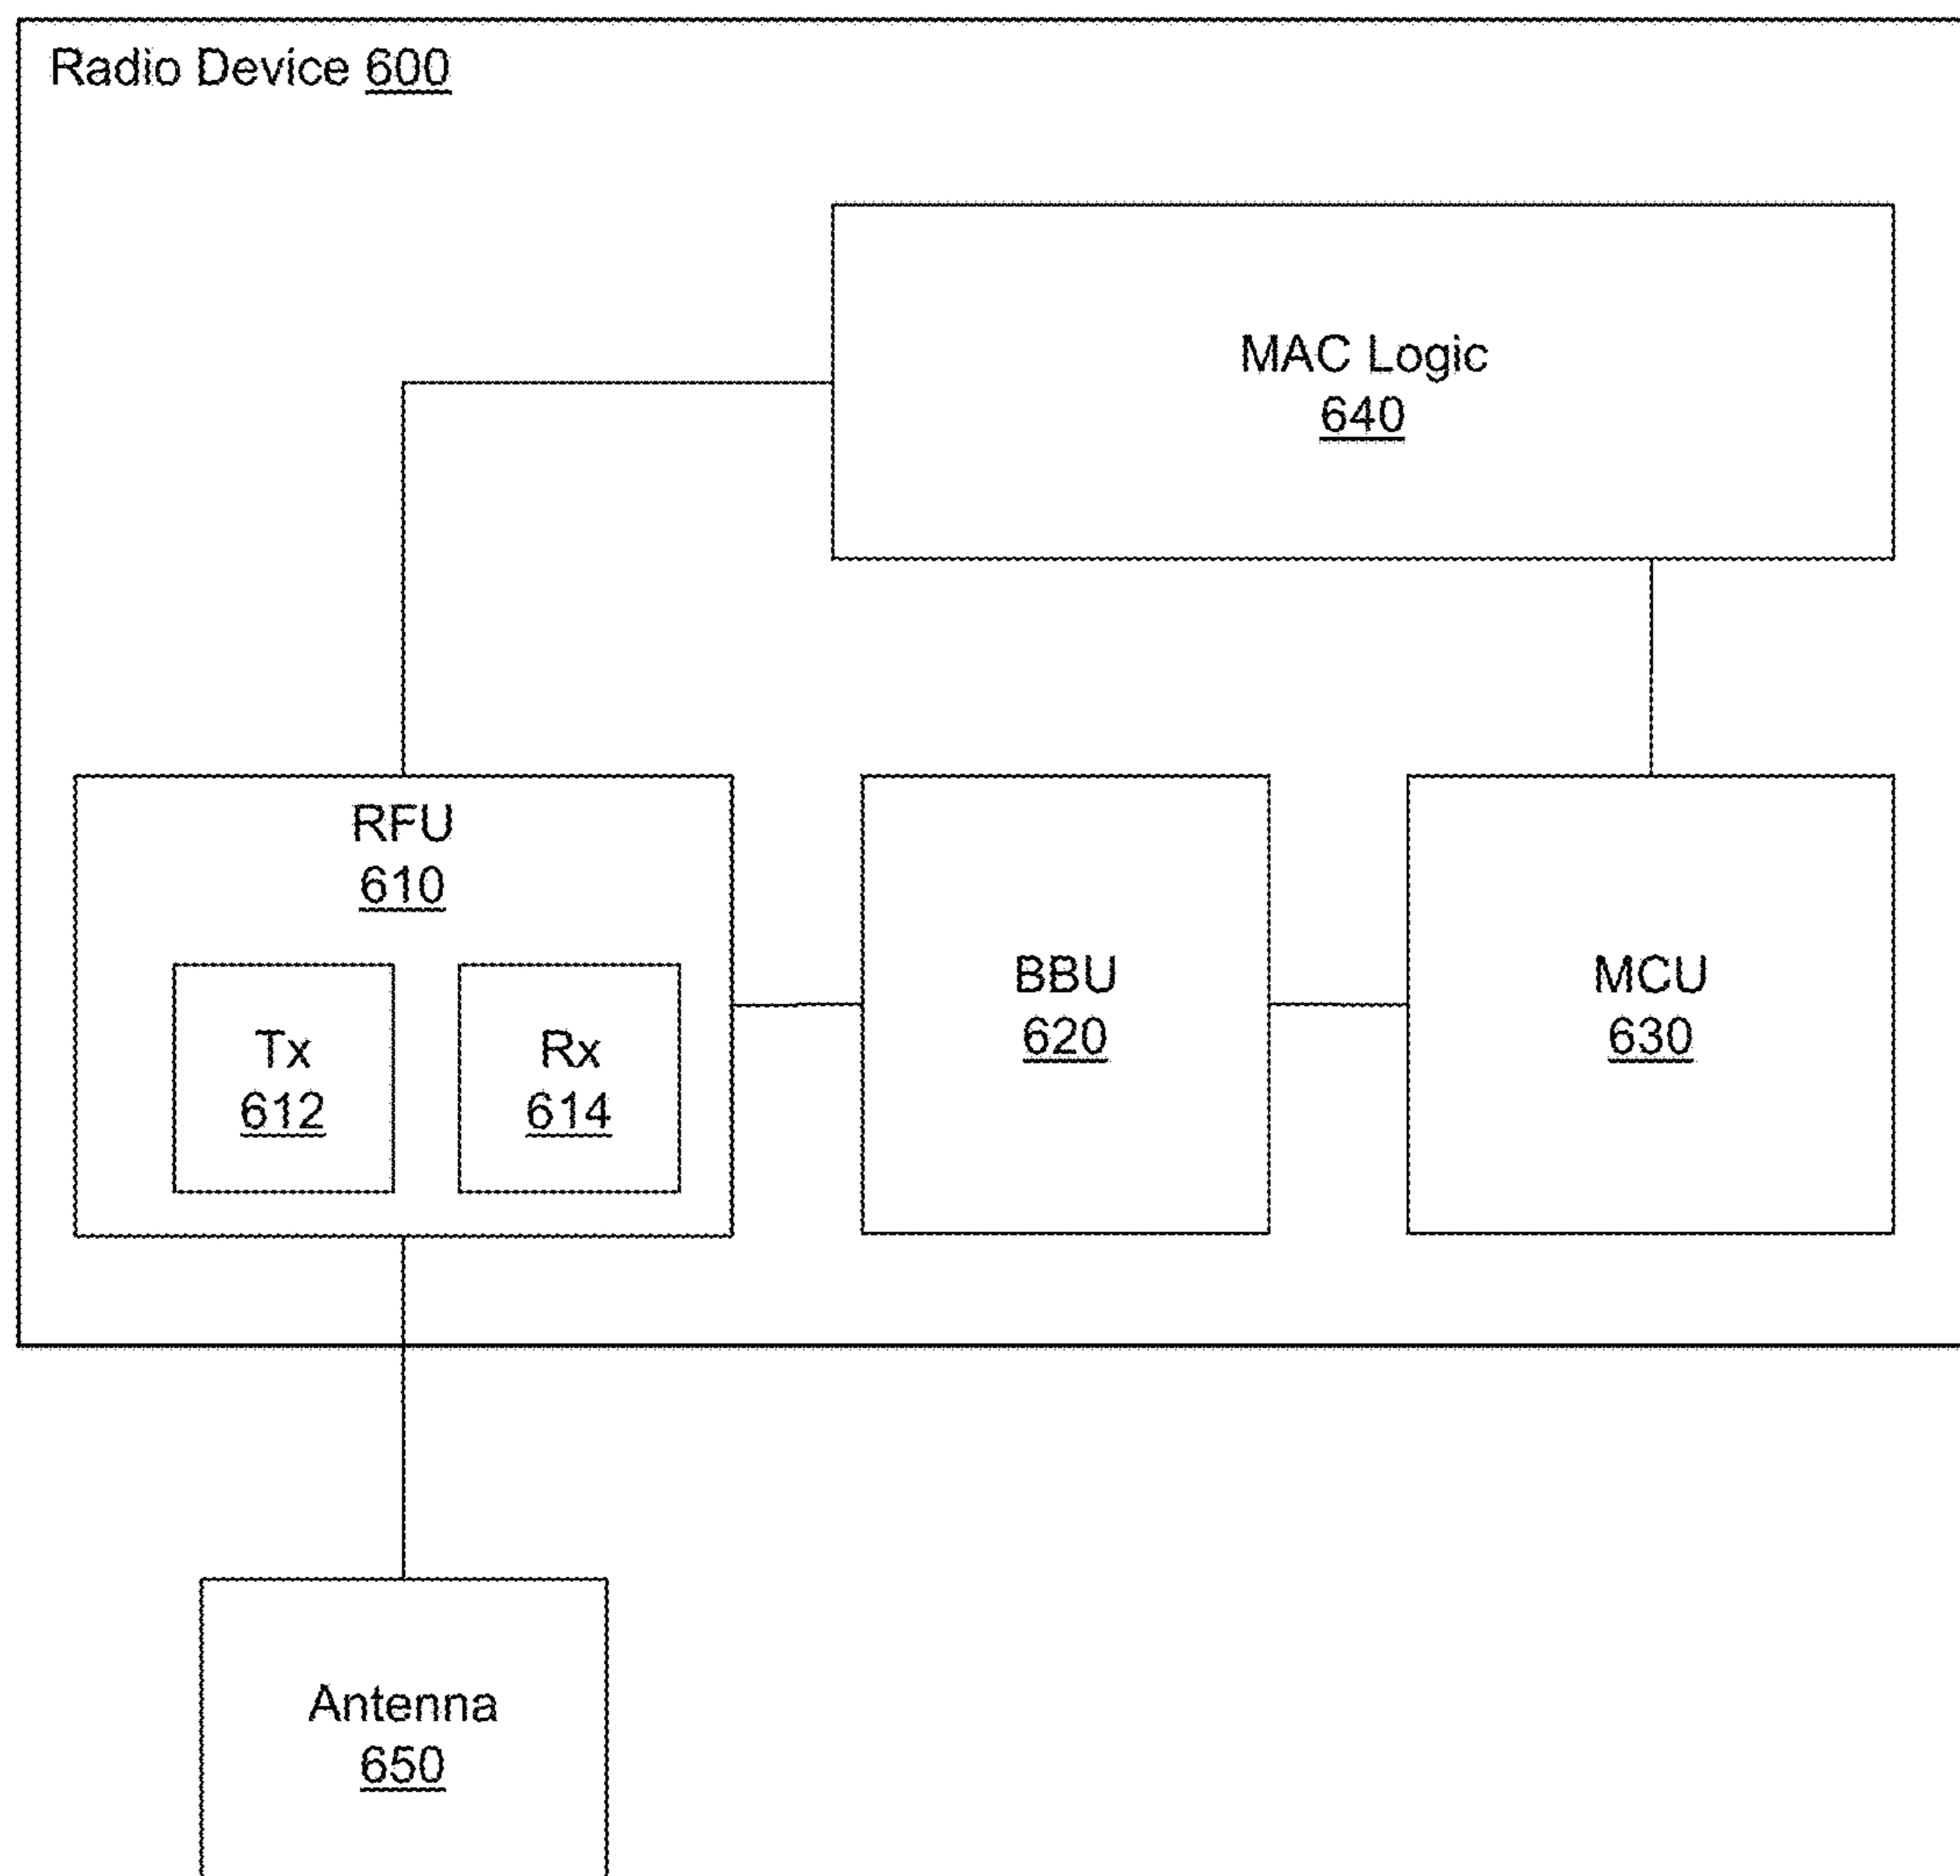 Radio Device 600
MAC Logic
640
RFU
610
Tx
612
Rx
614
BBU
620
MCU
630
Antenna
650